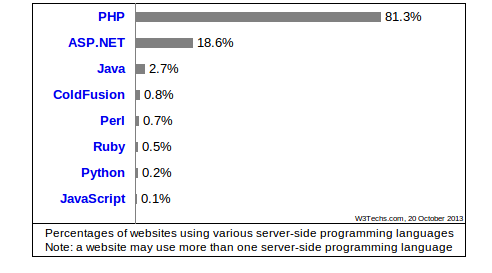 PHP 81.3%
ASP.NET 18.6%
Java 2.7%
ColdFusion 0.8%
Perl 0.7%
Ruby 0.5%
Python 0.2%
JavaScript 0.1%
W3Techs.com, 20 October 2013
Percentages of websites using various server-side programming languages
Note: a website may use more than one server-side programming language